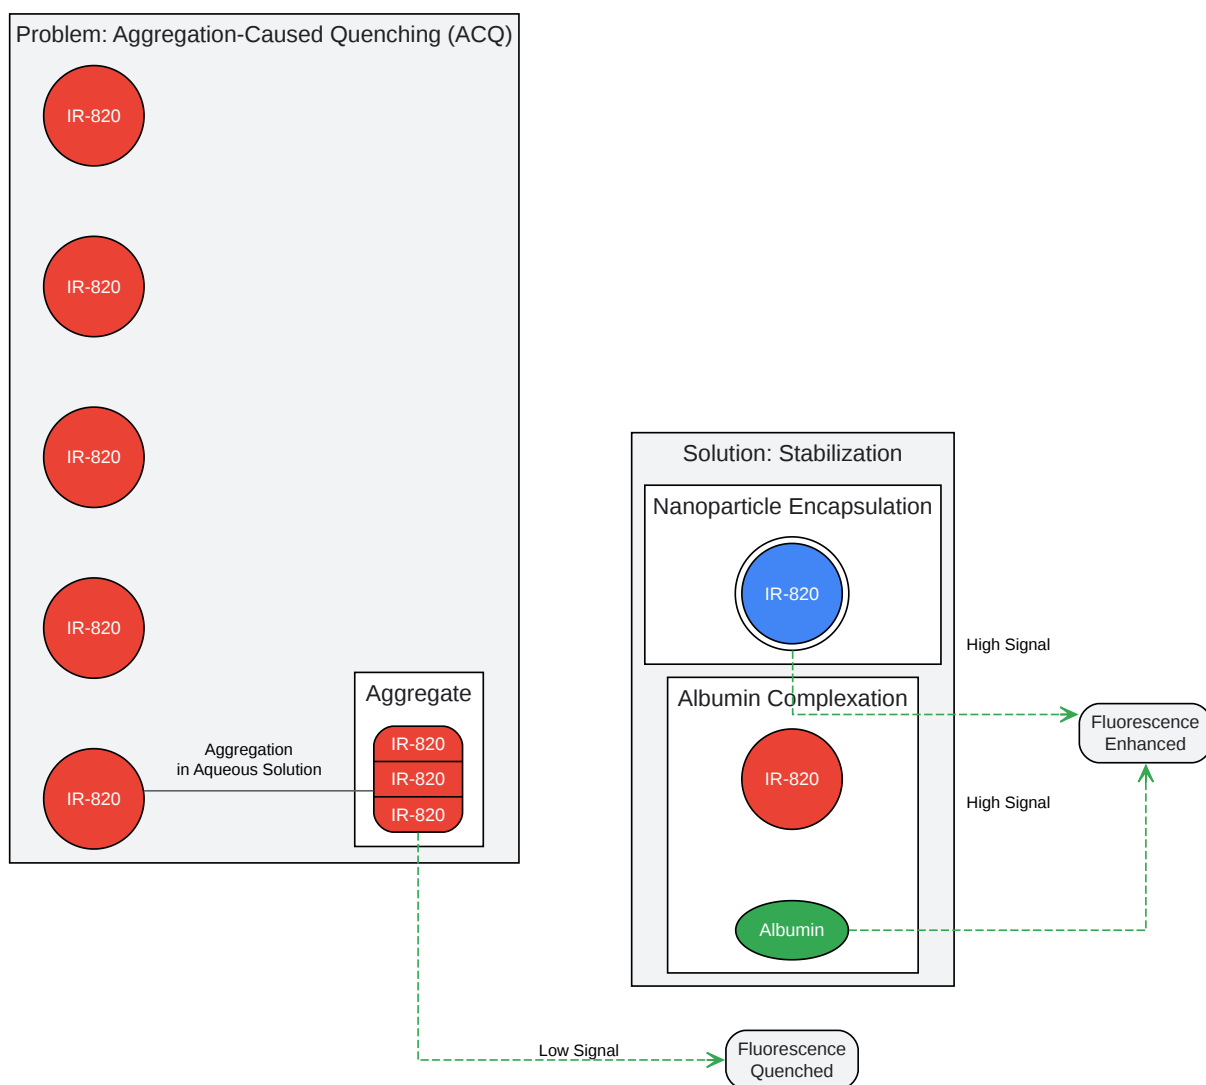 Problem: Aggregation-Caused Quenching (ACQ)
IR-820
IR-820
IR-820
IR-820
IR-820
Aggregation
in Aqueous Solution
Aggregate
IR-820
IR-820
IR-820
Solution: Stabilization
Nanoparticle Encapsulation
IR-820
High Signal
Albumin Complexation
IR-820
High Signal
Albumin
Fluorescence
Enhanced
Low Signal
Fluorescence
Quenched